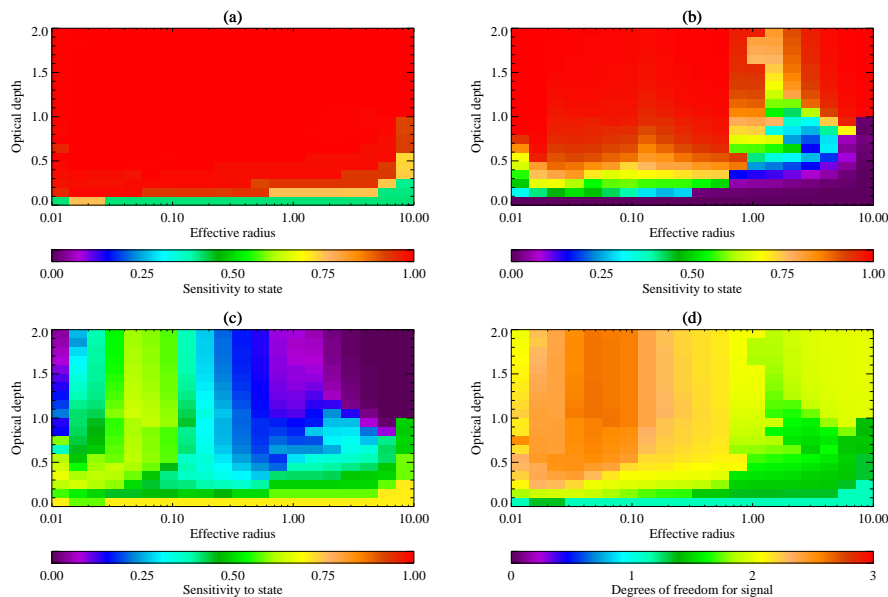 (a)
2.0
1.5
1.0
0.5
0.0
Optical depth
0.01 0.10 1.00 10.00
Effective radius
0.00 0.25 0.50 0.75 1.00
Sensitivity to state
(b)
2.0
1.5
1.0
0.5
0.0
Optical depth
0.01 0.10 1.00 10.00
Effective radius
0.00 0.25 0.50 0.75 1.00
Sensitivity to state
(c)
2.0
1.5
1.0
0.5
0.0
Optical depth
0.01 0.10 1.00 10.00
Effective radius
0.00 0.25 0.50 0.75 1.00
Sensitivity to state
(d)
2.0
1.5
1.0
0.5
0.0
Optical depth
0.01 0.10 1.00 10.00
Effective radius
0 1 2 3
Degrees of freedom for signal